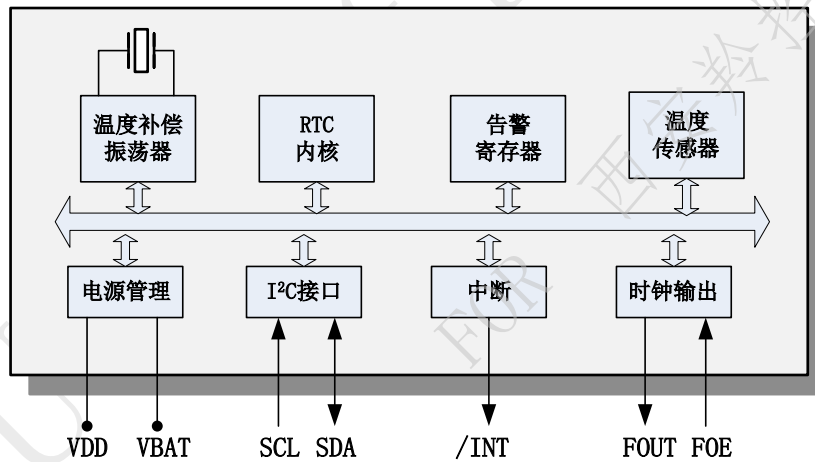 温度补偿
振荡器
RTC
内核
告警
寄存器
温度
传感器
电源管理
I²C接口
中断
时钟输出
VDD VBAT SCL SDA /INT FOUT FOE
FOR